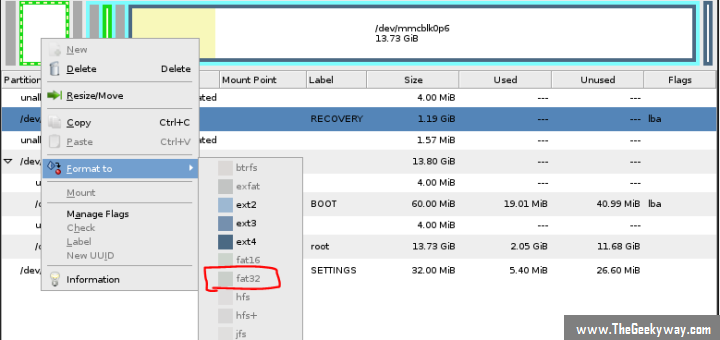 /dev/mmcblk0p6
13.73 GiB
New
Delete Delete
Resize/Move
Copy Ctrl+C
Paste Ctrl+V
Format to
Mount
Manage Flags
Check
Label
New UUID
Information
btrfs
exfat
ext2
ext3
ext4
fat16
fat32
hfs
hfs+
jfs
Partition Mount Point Label Size Used Unused Flags
unall ated 4.00 MiB --- ---
/dev/ RECOVERY 1.19 GiB --- --- lba
unall ated 1.57 MiB --- ---
/dev/ 13.80 GiB --- ---
u 4.00 MiB --- ---
/d BOOT 60.00 MiB 19.01 MiB 40.99 MiB lba
u 4.00 MiB --- ---
/d root 13.73 GiB 2.05 GiB 11.68 GiB
/dev/ SETTINGS 32.00 MiB 5.40 MiB 26.60 MiB
www.TheGeekyway.com